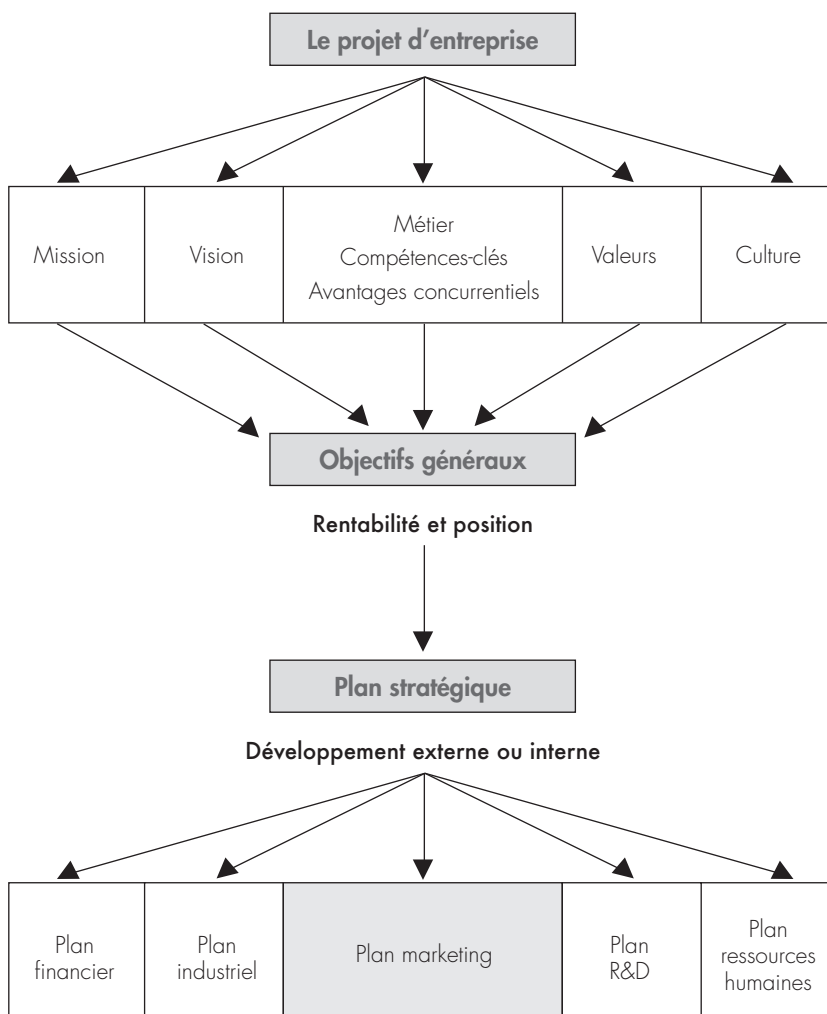 Le projet d'entreprise
Mission
Vision
Métier
Compétences-clés
Avantages concurrentiels
Valeurs
Culture
Objectifs généraux
Rentabilité et position
Plan stratégique
Développement externe ou interne
Plan
financier
Plan
industriel
Plan marketing
Plan
R&D
Plan
ressources
humaines